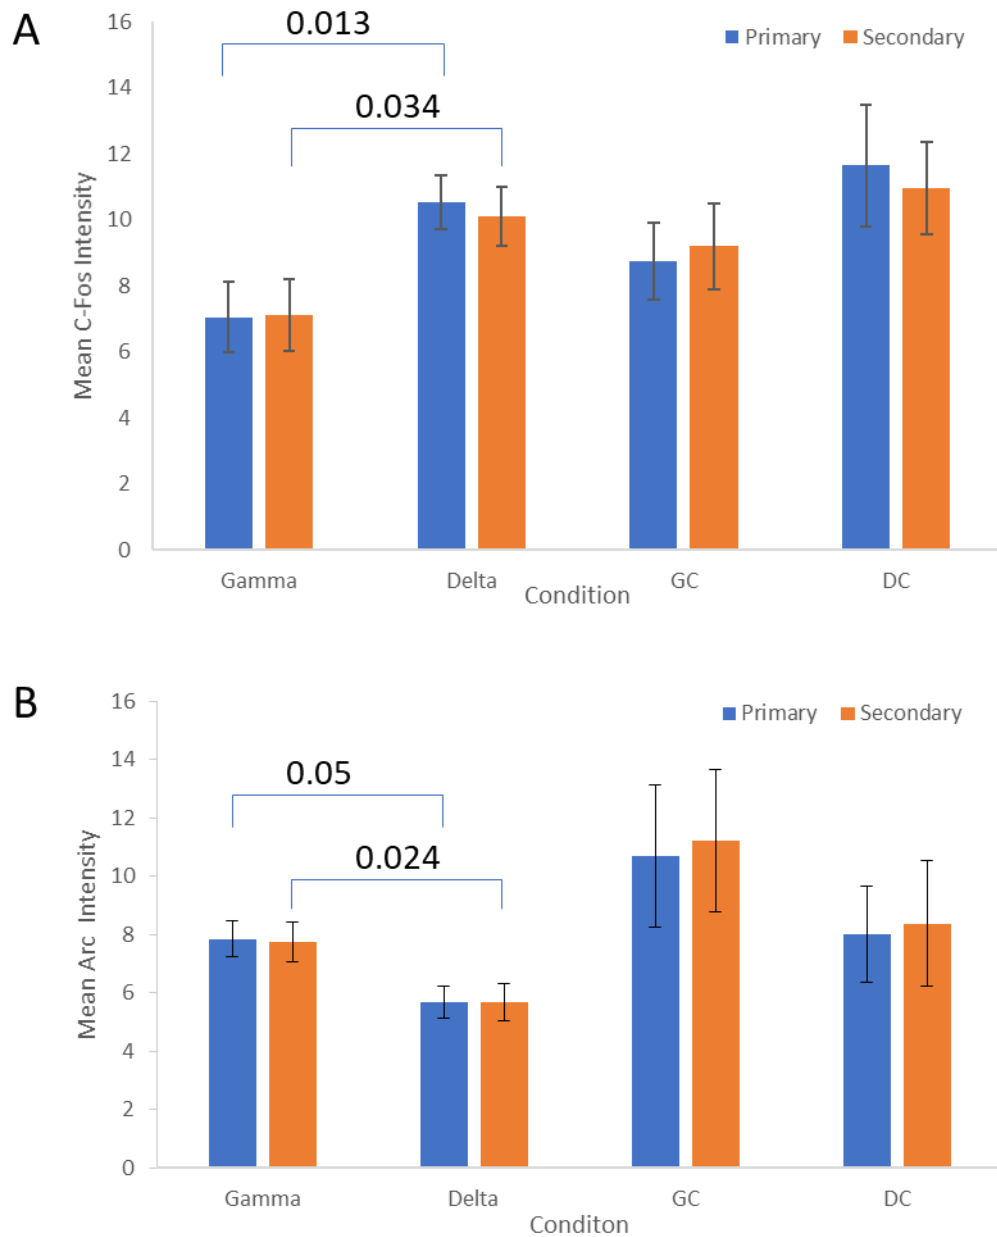 A
16
14
12
10
8
6
4
2
0
Mean C-Fos Intensity
Primary Secondary
0.013
0.034
Gamma Delta GC DC
Condition
B
16
14
12
10
8
6
4
2
0
Mean Arc Intensity
Primary Secondary
0.05
0.024
Gamma Delta GC DC
Conditon